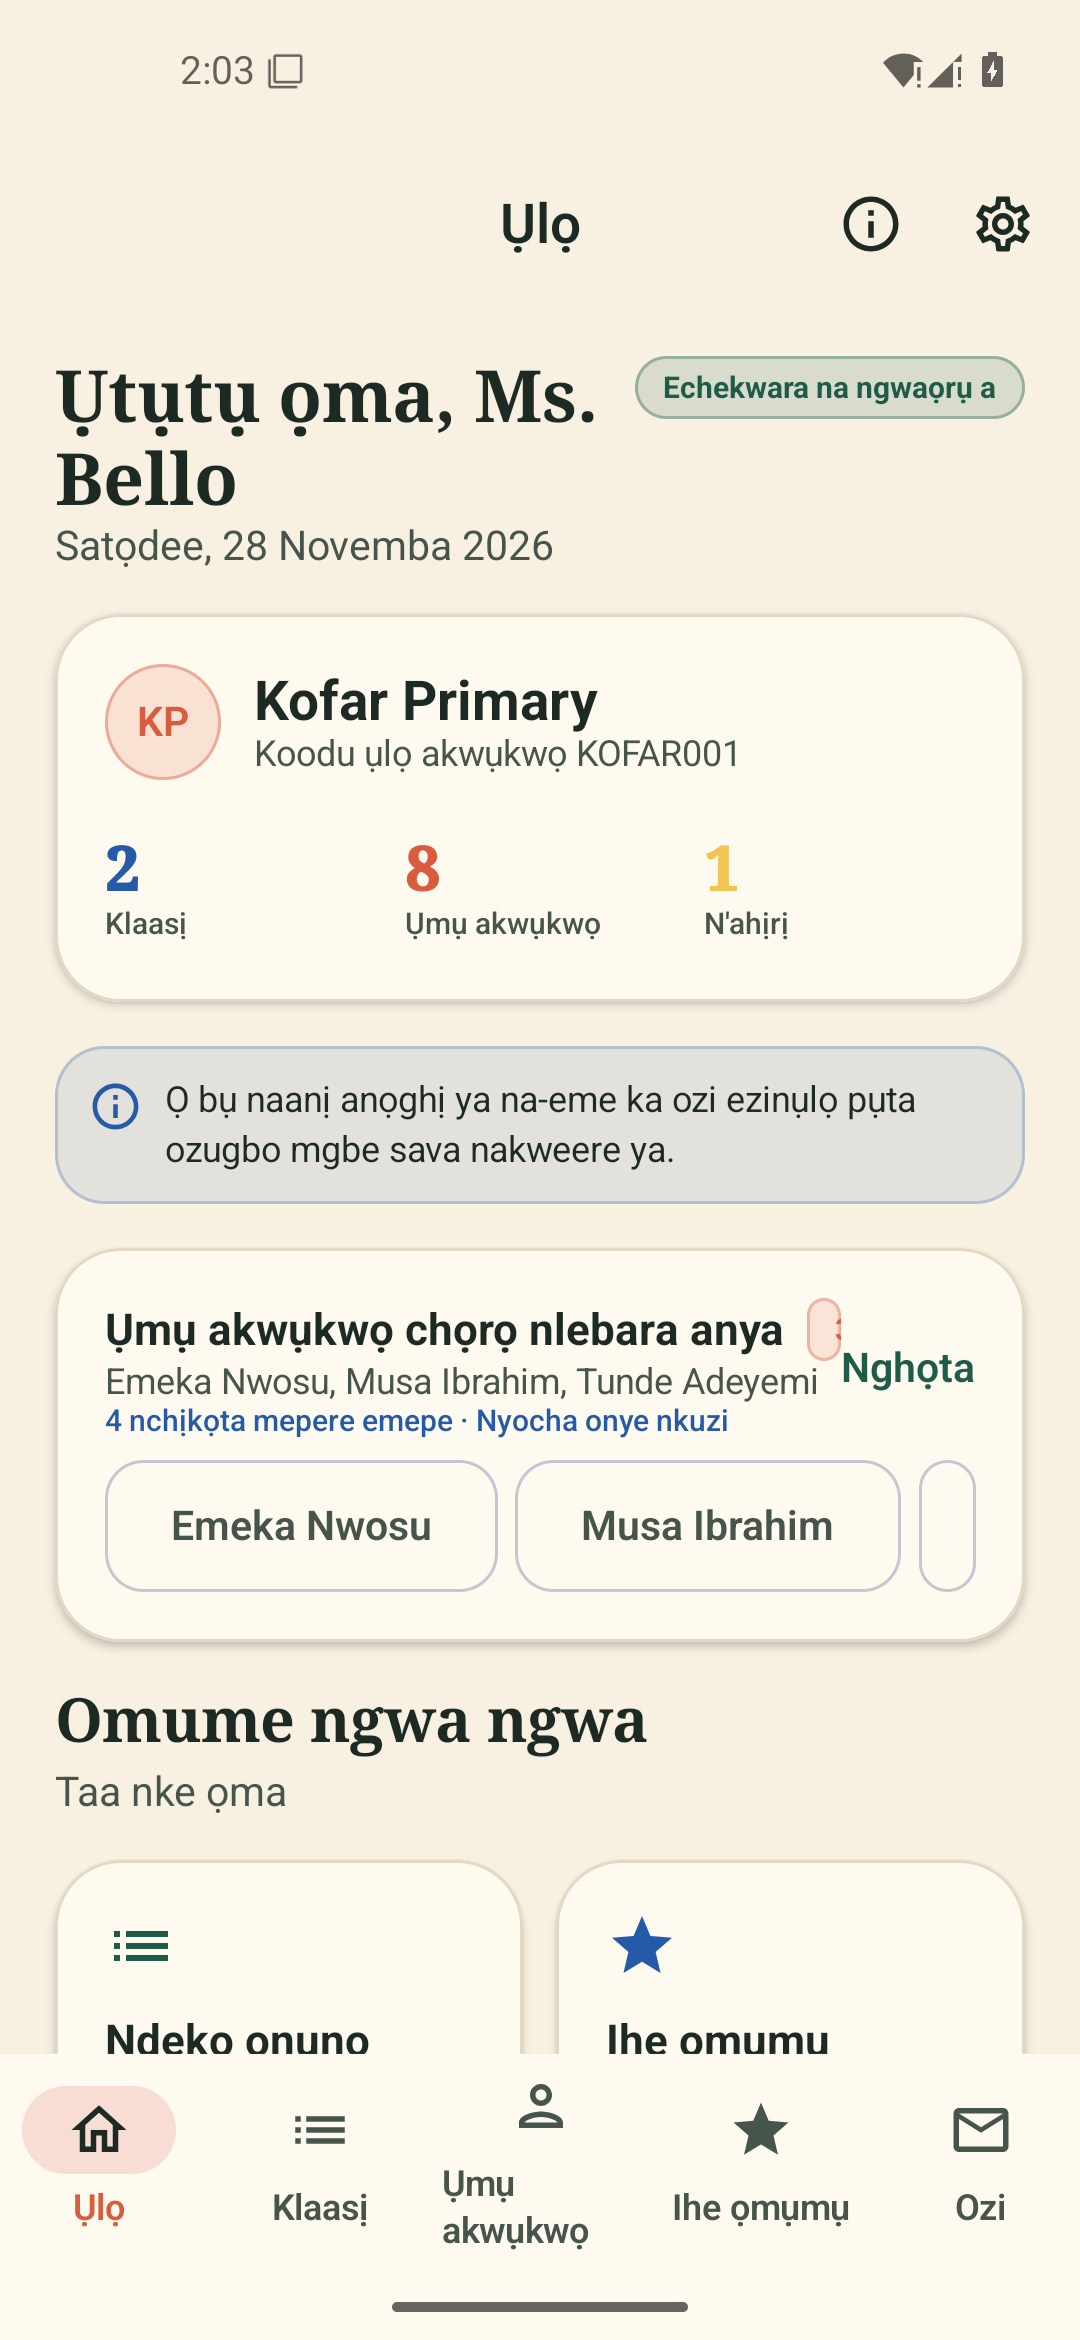 2:03
Ụlọ
Ụtụtụ ọma, Ms.
Bello
Echekwara na ngwaọrụ a
Satọdee, 28 Novemba 2026
KP
Kofar Primary
Koodu ụlọ akwụkwọ KOFAR001
2
8
1
Klaasị
Ụmụ akwụkwọ
N'ahịrị
Ọ bụ naanị anọghị ya na-eme ka ozi ezinụlọ pụta
ozugbo mgbe sava nakweere ya.
Ụmụ akwụkwọ chọrọ nlebara anya
Nghọta
Emeka Nwosu, Musa Ibrahim, Tunde Adeyemi
4 nchịkọta mepere emepe · Nyocha onye nkuzi
Emeka Nwosu
Musa Ibrahim
Omume ngwa ngwa
Taa nke ọma
Ndekọ ọnụnọ
Ihe ọmụmụ
Ụlọ
Klaasị
Ụmụ
akwụkwọ
Ihe ọmụmụ
Ozi